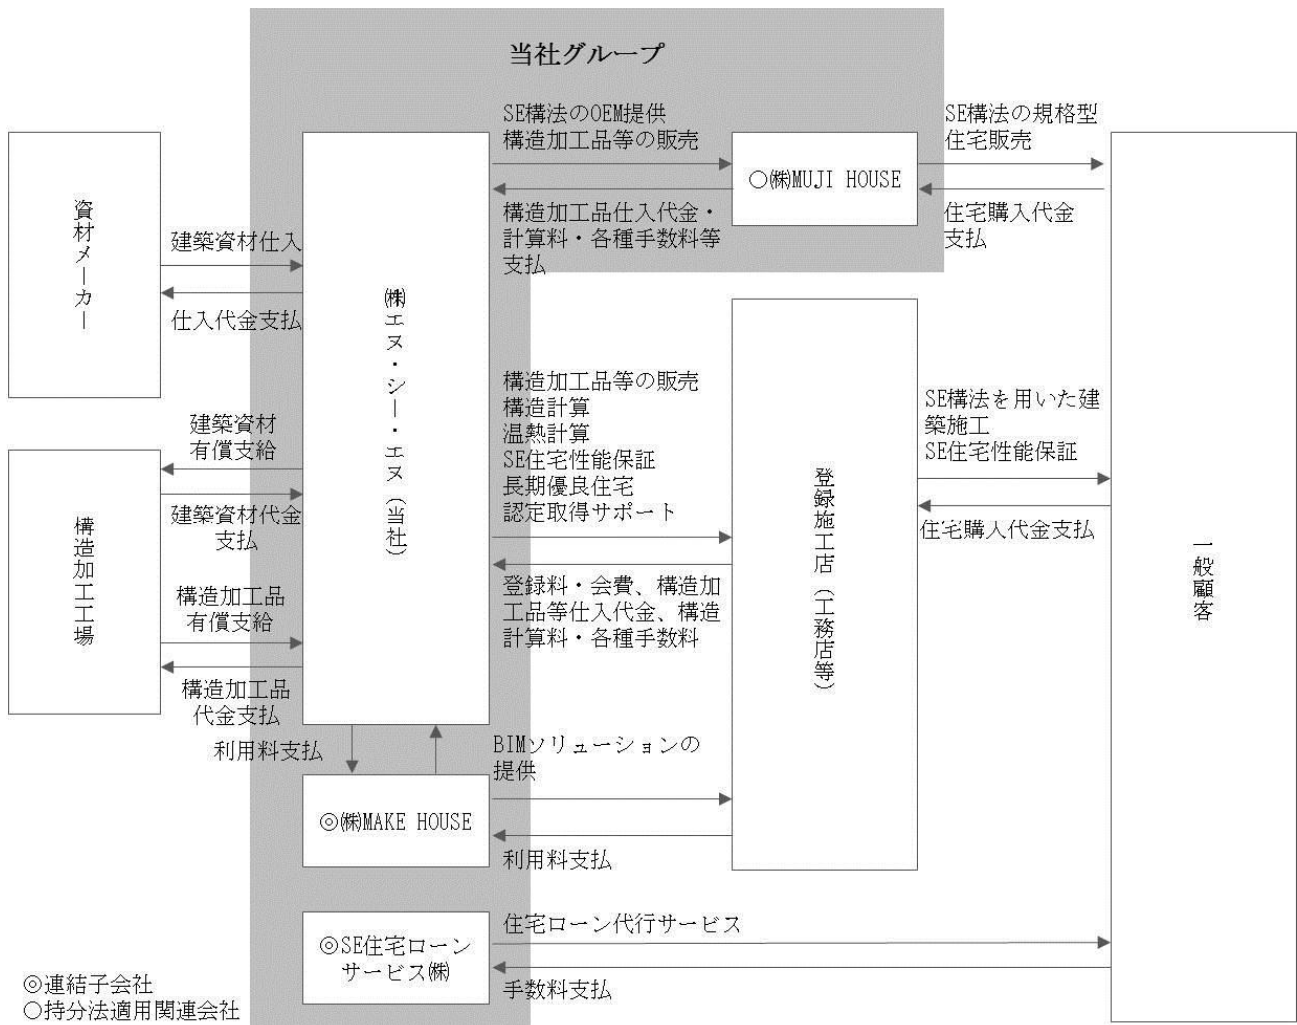 当社グループ
SE構法のOEM提供
構造加工品等の販売
SE構法の規格型
住宅販売
○㈱MUJI HOUSE
構造加工品仕入代金・
計算料・各種手数料等
支払
住宅購入代金
支払
資材メーカー
建築資材仕入
仕入代金支払
㈱エヌ・シー・エヌ（当社）
構造加工品等の販売
構造計算
温熱計算
SE住宅性能保証
長期優良住宅
認定取得サポート
登録料・会費、構造加
工品等仕入代金、構造
計算料・各種手数料
登録施工店（工務店等）
SE構法を用いた建
築施工
SE住宅性能保証
住宅購入代金支払
一般顧客
建築資材
有償支給
建築資材代金
支払
構造加工工場
構造加工品
有償支給
構造加工品
代金支払
利用料支払
BIMソリューションの
提供
◎㈱MAKE HOUSE
利用料支払
住宅ローン代行サービス
◎SE住宅ローン
サービス㈱
手数料支払
◎連結子会社
○持分法適用関連会社